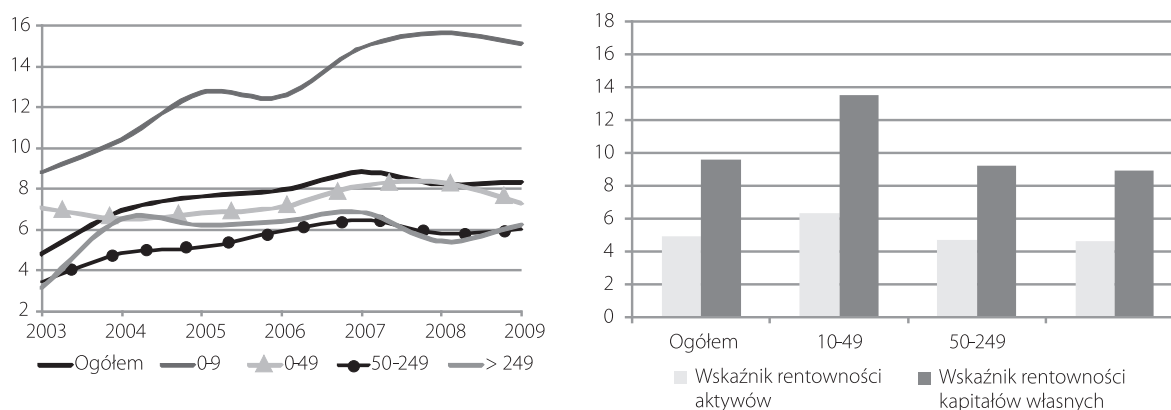 16
14
12
10
8
6
4
2
2003 2004 2005 2006 2007 2008 2009
Ogółem 0-9 0-49 50-249 > 249
18
16
14
12
10
8
6
4
2
0
Ogółem 10-49 50-249
Wskaźnik rentowności
aktywów
Wskaźnik rentowności
kapitałów własnych